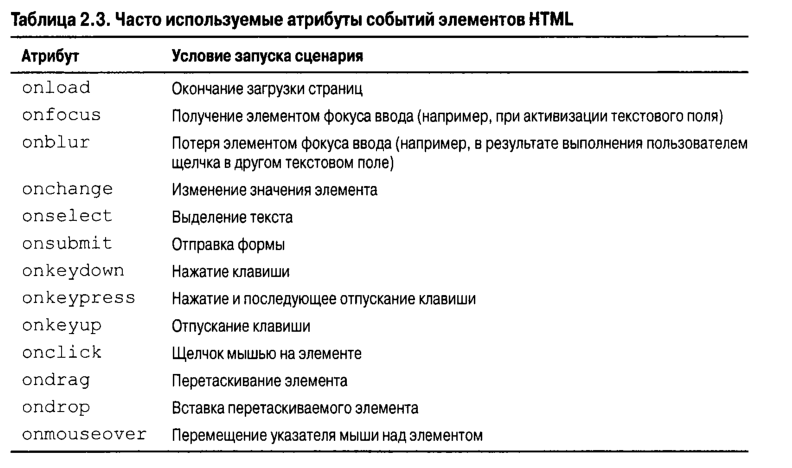 Таблица 2.3. Часто используемые атрибуты событий элементов HTML
Атрибут Условие запуска сценария
onload Окончание загрузки страниц
onfocus Получение элементом фокуса ввода (например, при активизации текстового поля)
onblur Потеря элементом фокуса ввода (например, в результате выполнения пользователем
щелчка в другом текстовом поле)
onchange Изменение значения элемента
onselect Выделение текста
onsubmit Отправка формы
onkeydown Нажатие клавиши
onkeypress Нажатие и последующее отпускание клавиши
onkeyup Отпускание клавиши
onclick Щелчок мышью на элементе
ondrag Перетаскивание элемента
ondrop Вставка перетаскиваемого элемента
onmouseover Перемещение указателя мыши над элементом